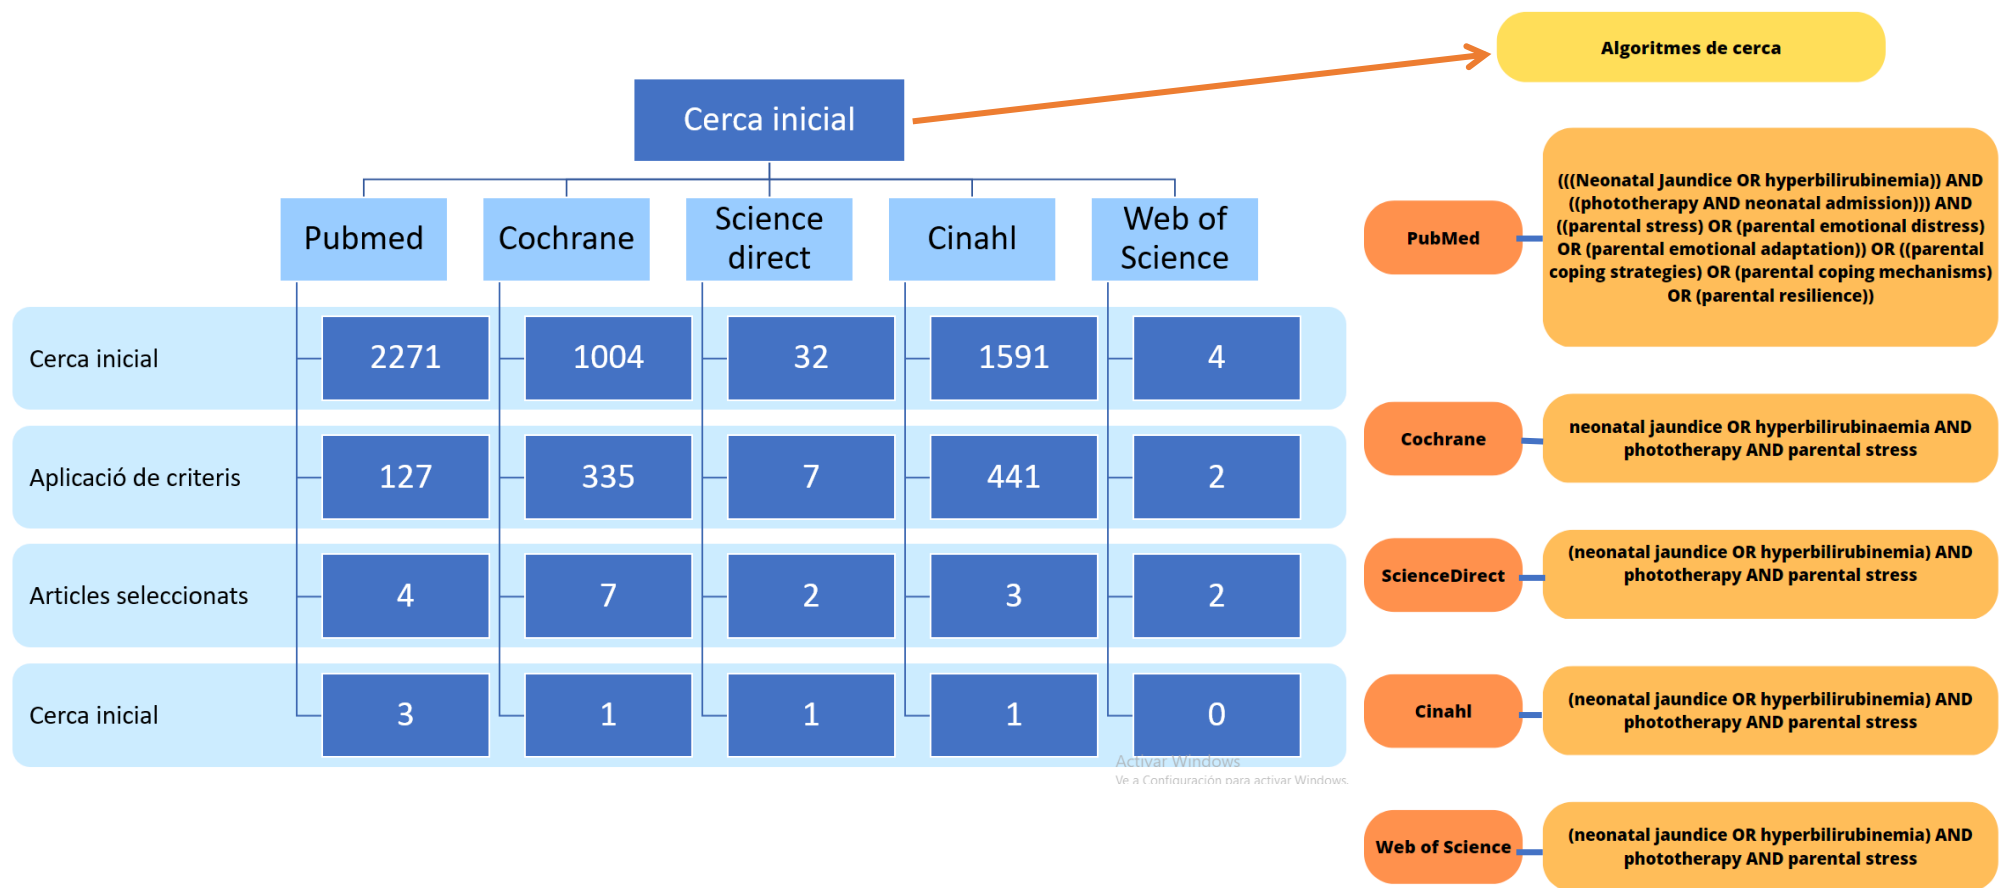 Algoritmes de cerca
Cerca inicial
Pubmed
Cochrane
Science
direct
Cinahl
Web of
Science
Cerca inicial
2271
1004
32
1591
4
Aplicació de criteris
127
335
7
441
2
Articles seleccionats
4
7
2
3
2
Cerca inicial
3
1
1
1
0
Activar Windows
Ve a Configuración para activar Windows.
PubMed
(((Neonatal Jaundice OR hyperbilirubinemia)) AND
((phototherapy AND neonatal admission))) AND
((parental stress) OR (parental emotional distress)
OR (parental emotional adaptation)) OR ((parental
coping strategies) OR (parental coping mechanisms)
OR (parental resilience))
Cochrane
neonatal jaundice OR hyperbilirubinaemia AND
phototherapy AND parental stress
ScienceDirect
(neonatal jaundice OR hyperbilirubinemia) AND
phototherapy AND parental stress
Cinahl
(neonatal jaundice OR hyperbilirubinemia) AND
phototherapy AND parental stress
Web of Science
(neonatal jaundice OR hyperbilirubinemia) AND
phototherapy AND parental stress